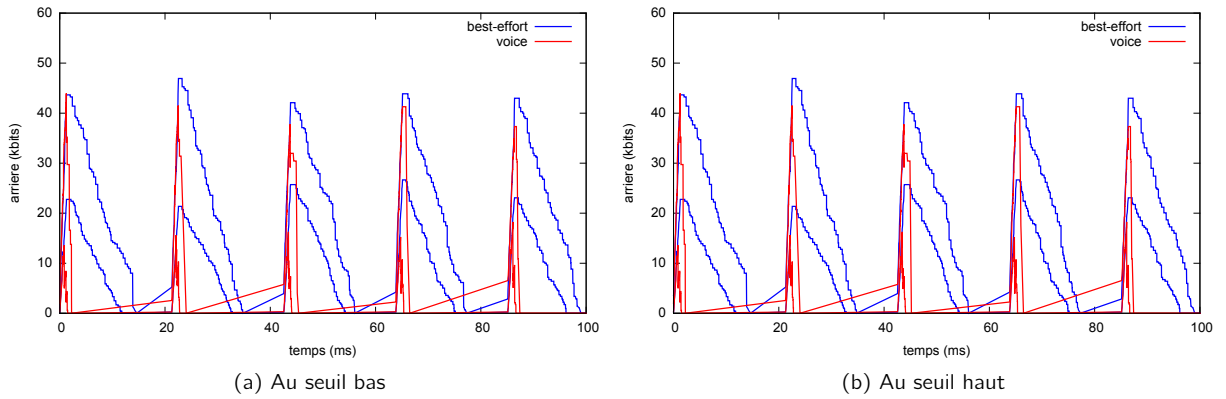 60
50
40
30
20
10
0
arriere (kbits)
best-effort
voice
0 20 40 60 80 100
temps (ms)
(a) Au seuil bas
60
50
40
30
20
10
0
arriere (kbits)
best-effort
voice
0 20 40 60 80 100
temps (ms)
(b) Au seuil haut